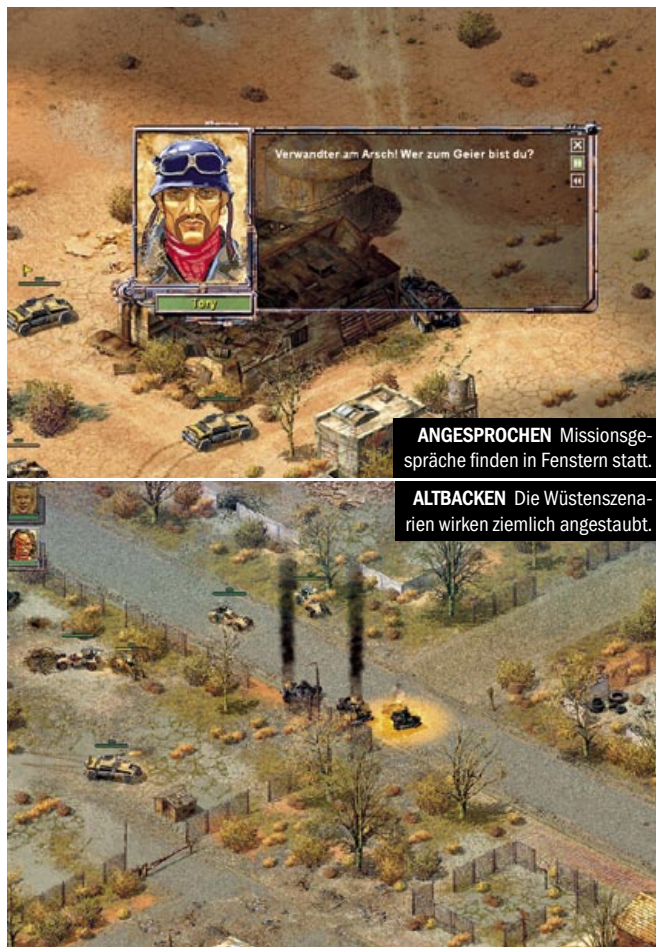 Verwandter am Arsch! Wer zum Geier bist du?
Tory
ANGESPROCHEN Missionsge-
spräche finden in Fenstern statt.
ALTBACKEN Die Wüstenszena-
rien wirken ziemlich angestaubt.